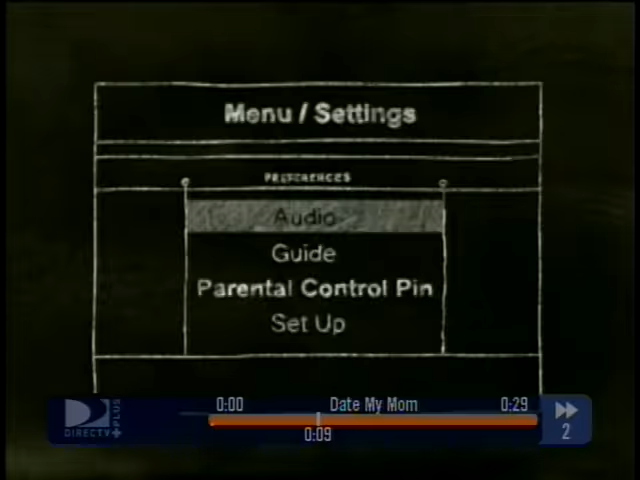 Menu / Settings
PREFERENCES
Audio
Guide
Parental Control Pin
Set Up
0:00 Date My Mom 0:29
DIRECTV PLUS
0:09
2